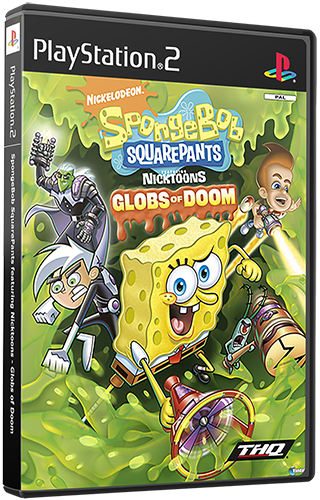 PlayStation®2
PAL
NICKELODEON
SpongeBob
SQUAREPANTS
FEATURING
NICKTOONS
GLOBS OF DOOM
THQ
PlayStation®2
SpongeBob SquarePants featuring Nicktoons - Globs of Doom